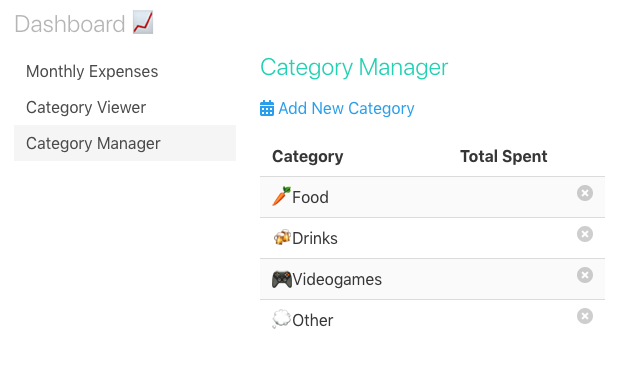 Dashboard 📈
Monthly Expenses
Category Viewer
Category Manager
Category Manager
Add New Category
Category Total Spent
🥕Food
🍻Drinks
🎮Videogames
💭Other